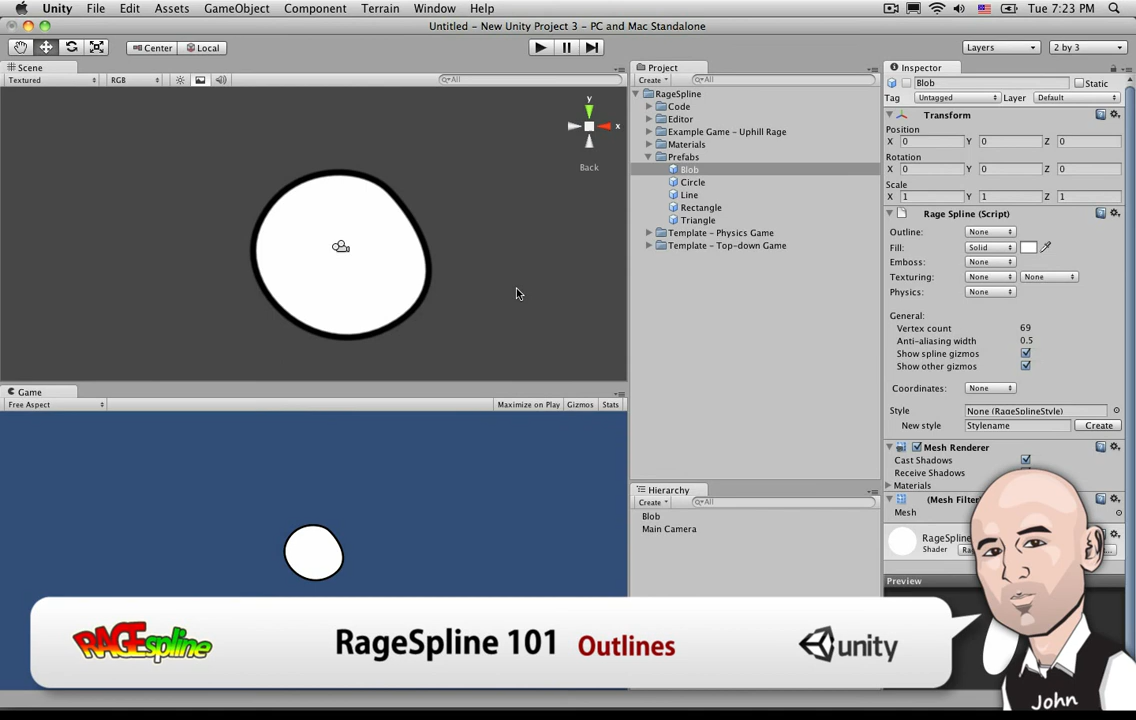 Unity File Edit Assets GameObject Component Terrain Window Help Tue 7:23 PM
Untitled - New Unity Project 3 - PC and Mac Standalone
Center Local Layers 2 by 3
Scene
Textured RGB All
y
x
Back
Game
Free Aspect Maximize on Play Gizmos Stats
Project
Create All
RageSpline
Code
Editor
Example Game - Uphill Rage
Materials
Prefabs
Blob
Circle
Line
Rectangle
Triangle
Template - Physics Game
Template - Top-down Game
Hierarchy
Create All
Blob
Main Camera
Inspector
Blob Static
Tag Untagged Layer Default
Transform
Position
X 0 Y 0 Z 0
Rotation
X 0 Y 0 Z 0
Scale
X 1 Y 1 Z 1
Rage Spline (Script)
Outline: None
Fill: Solid
Emboss: None
Texturing: None None
Physics: None
General:
Vertex count 69
Anti-aliasing width 0.5
Show spline gizmos
Show other gizmos
Coordinates: None
Style None (RageSplineStyle)
New style Stylename Create
Mesh Renderer
Cast Shadows
Receive Shadows
Materials
(Mesh Filter
Mesh
RageSpline
Shader
Preview
RAGEspline RageSpline 101 Outlines unity
John